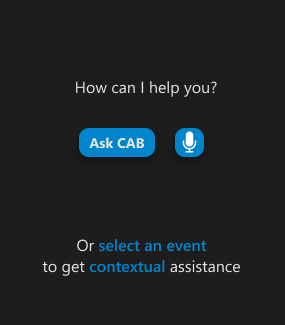 How can I help you?
Ask CAB
Or select an event
to get contextual assistance